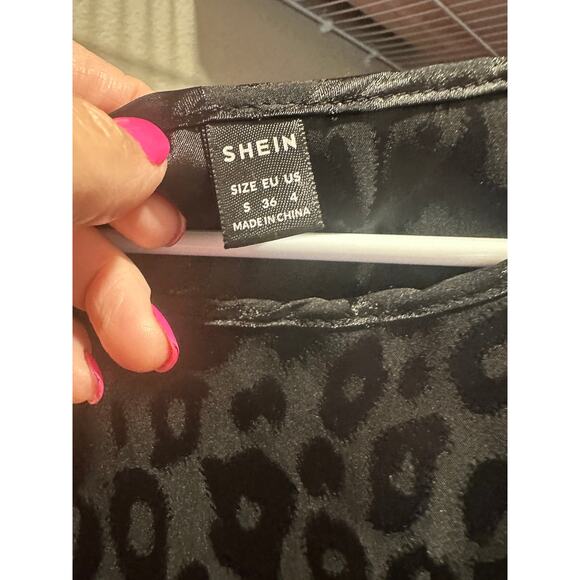 SHEIN
SIZE EU US
S 36 4
MADE IN CHINA